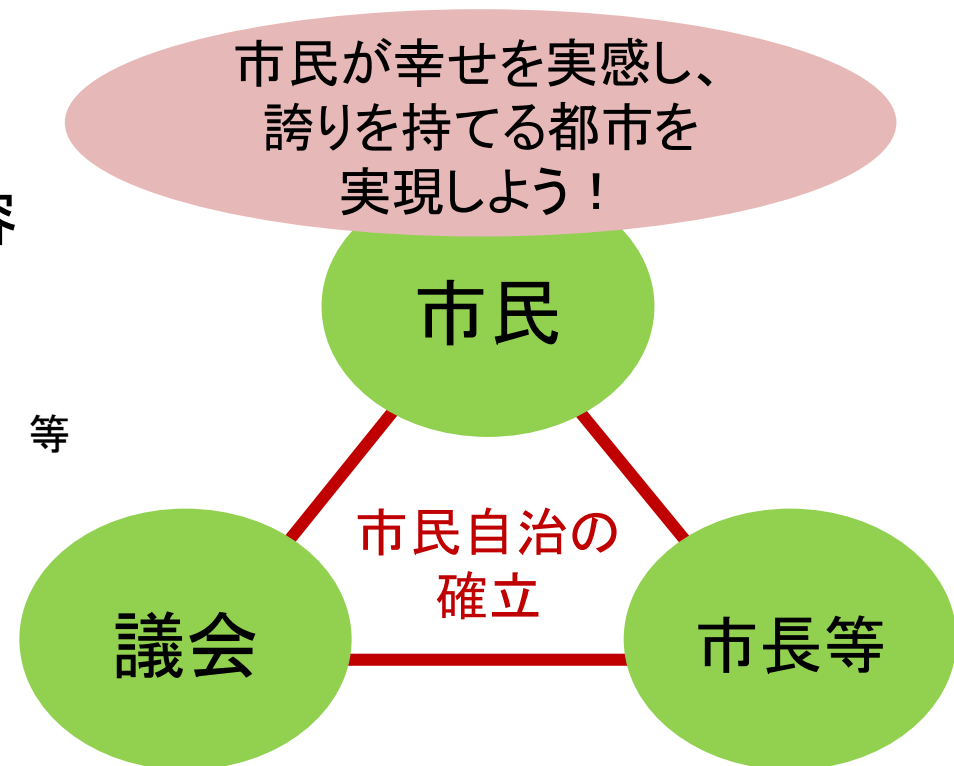 市民が幸せを実感し、
誇りを持てる都市を
実現しよう！
容
市民
等
市民自治の
確立
議会
市長等